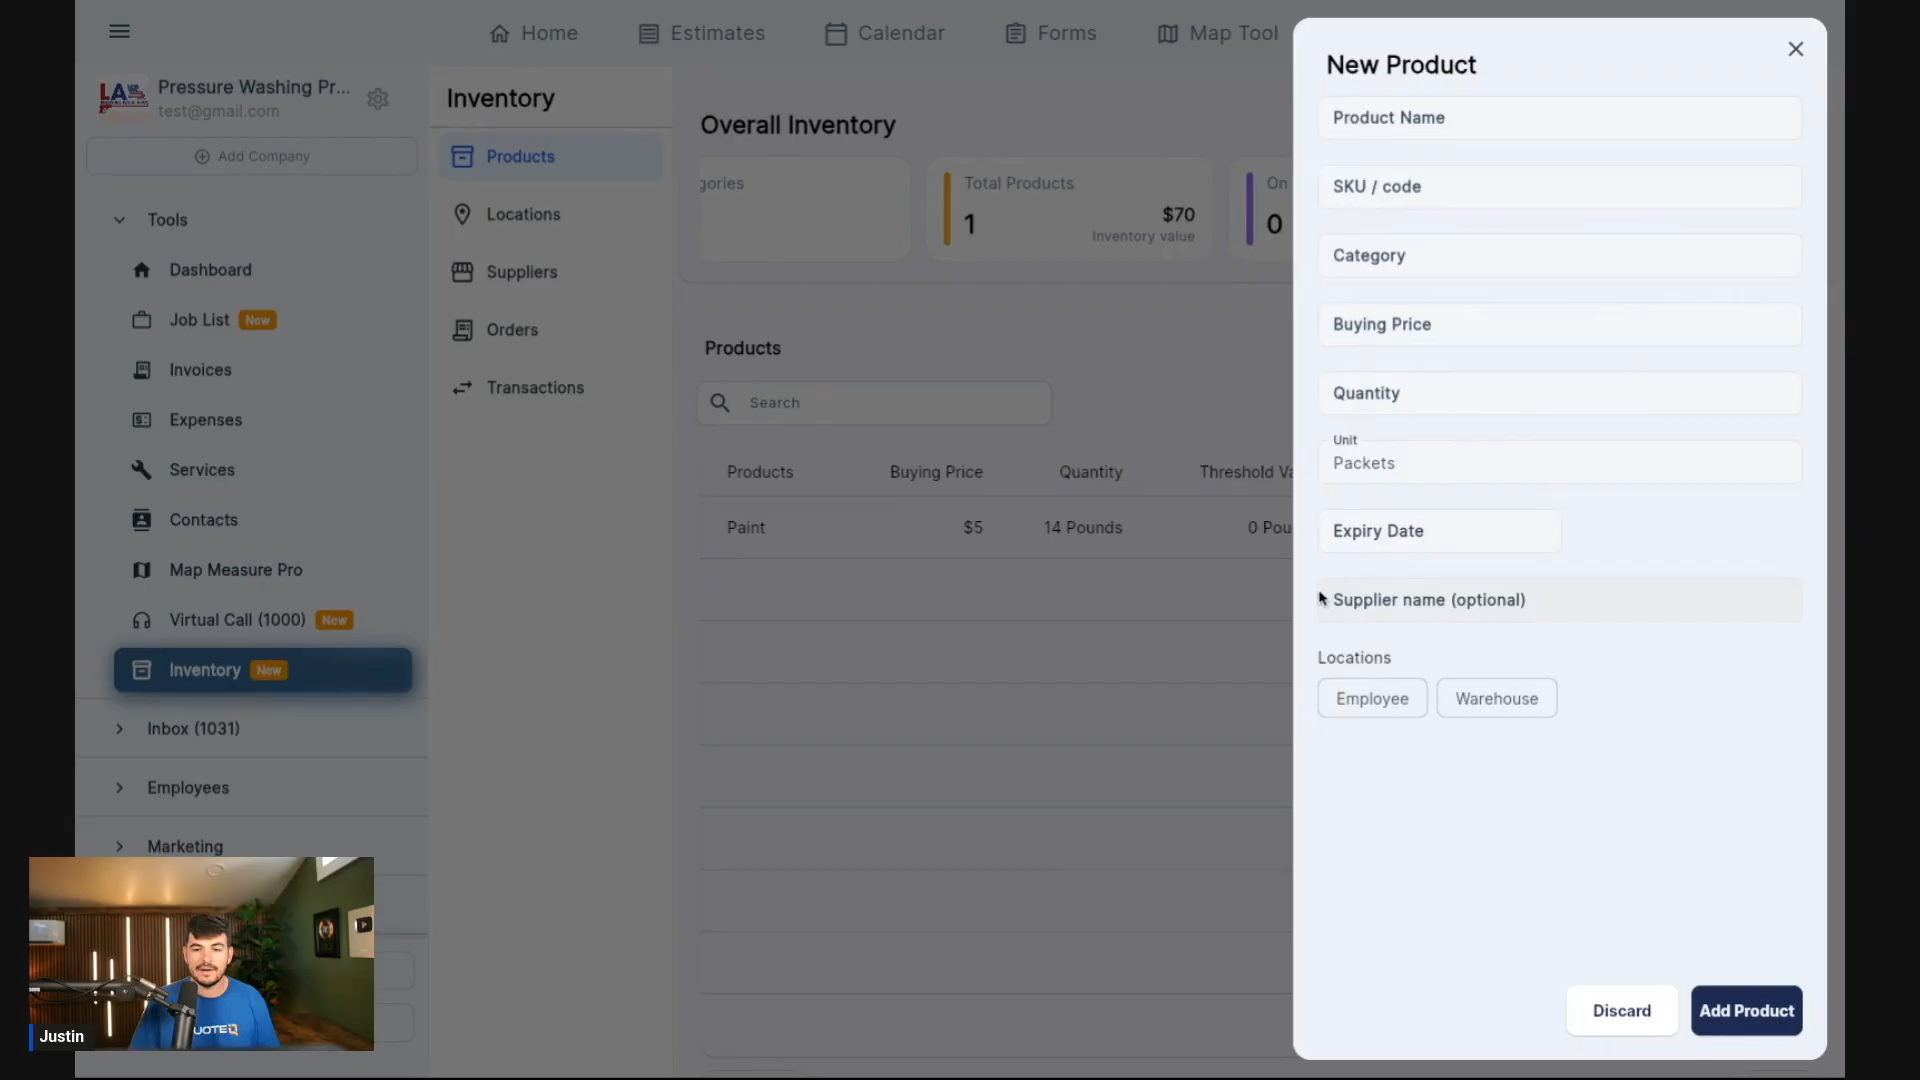 Home
Estimates
Calendar
Forms
Map Tool
Pressure Washing Pr...
test@gmail.com
Add Company
Tools
Dashboard
Job List New
Invoices
Expenses
Services
Contacts
Map Measure Pro
Virtual Call (1000) New
Inventory New
Inbox (1031)
Employees
Marketing
Inventory
Products
Locations
Suppliers
Orders
Transactions
Overall Inventory
gories
Total Products
1
$70
Inventory value
On
0
Products
Search
Products Buying Price Quantity Threshold Va
Paint $5 14 Pounds 0 Pou
New Product
Product Name
SKU / code
Category
Buying Price
Quantity
Unit
Packets
Expiry Date
Supplier name (optional)
Locations
Employee Warehouse
Discard Add Product
UOTEQ
Justin